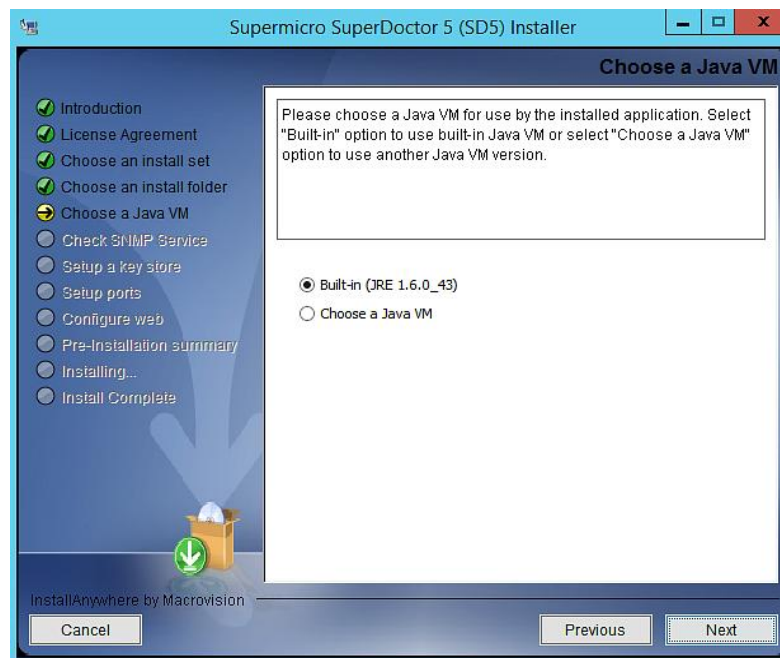 Supermicro SuperDoctor 5 (SD5) Installer
Choose a Java VM
Introduction
License Agreement
Choose an install set
Choose an install folder
Choose a Java VM
Check SNMP Service
Setup a key store
Setup ports
Configure web
Pre-Installation summary
Installing...
Install Complete
Please choose a Java VM for use by the installed application. Select
"Built-in" option to use built-in Java VM or select "Choose a Java VM"
option to use another Java VM version.
Built-in (JRE 1.6.0_43)
Choose a Java VM
InstallAnywhere by Macrovision
Cancel
Previous
Next